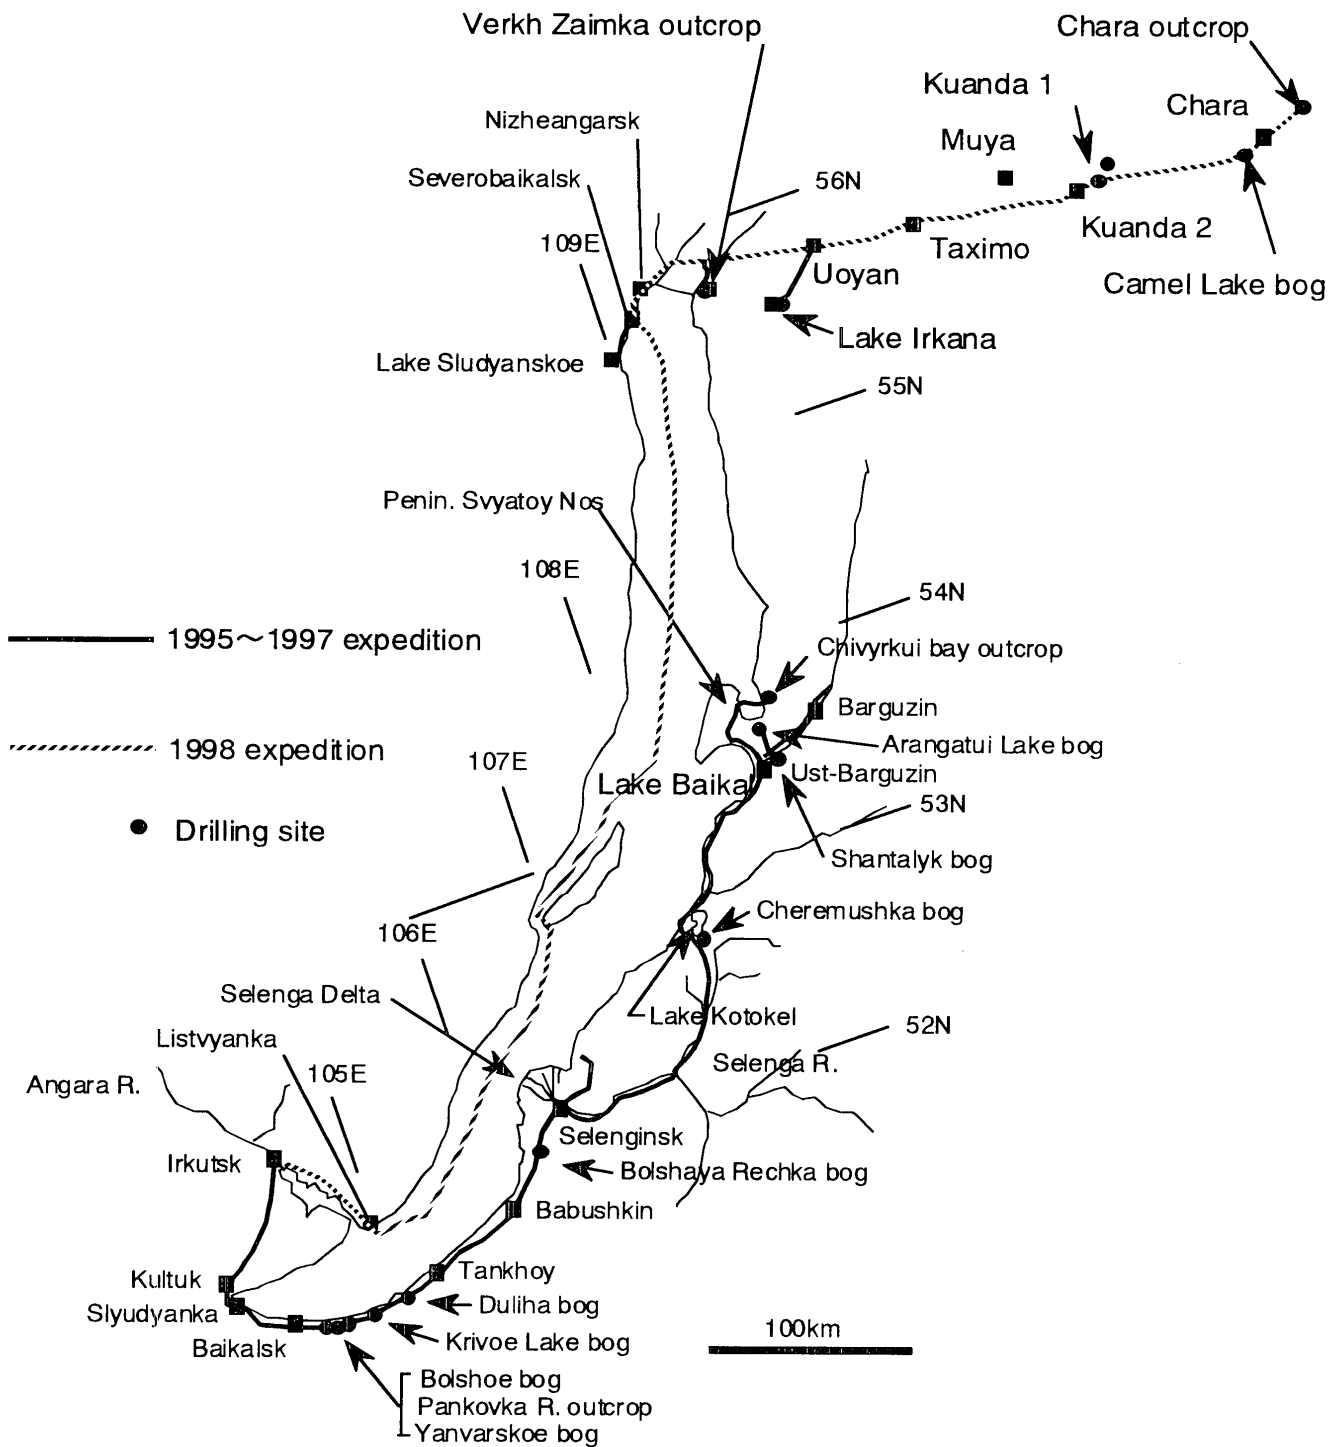 Verkh Zaimka outcrop
Chara outcrop
Kuanda 1
Chara
Nizheangarsk
Muya
Severobaikalsk
56N
109E
Kuanda 2
Taximo
Uoyan
Camel Lake bog
Lake Irkana
Lake Sludyanskoe
55N
Penin. Svyatoy Nos
108E
54N
1995~1997 expedition
Chivyrkui bay outcrop
Barguzin
1998 expedition
Arangatui Lake bog
107E
Ust-Barguzin
Lake Baikal
53N
Drilling site
Shantalyk bog
Cheremushka bog
106E
Selenga Delta
Lake Kotokel
52N
Listvyanka
Selenga R.
105E
Angara R.
Selenginsk
Irkutsk
Bolshaya Rechka bog
Babushkin
Tankhoy
Kultuk
Duliha bog
Slyudyanka
100km
Krivoe Lake bog
Baikalsk
Bolshoe bog
Pankovka R. outcrop
Yanvarskoe bog